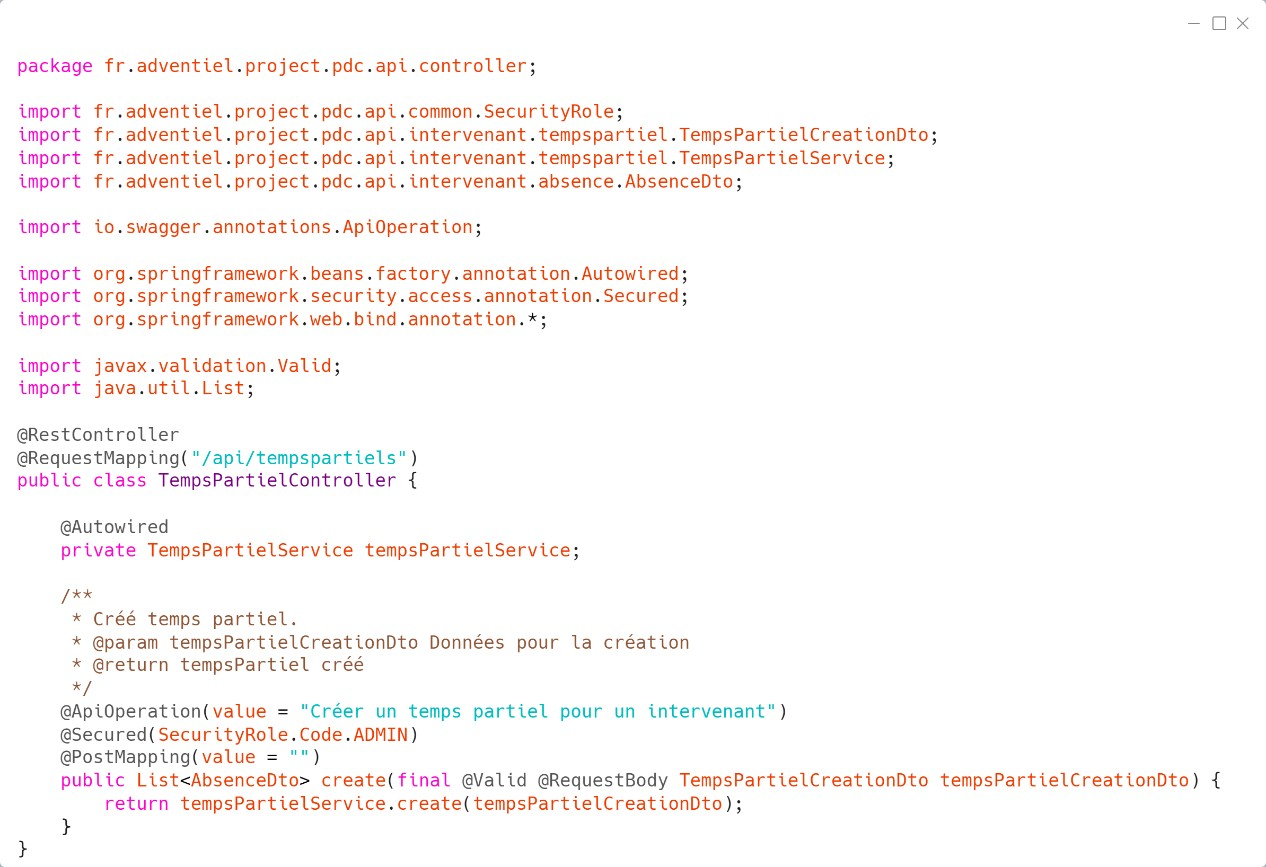 package fr.adventiel.project.pdc.api.controller;
import fr.adventiel.project.pdc.api.common.SecurityRole;
import fr.adventiel.project.pdc.api.intervenant.tempspartiel.TempsPartielCreationDto;
import fr.adventiel.project.pdc.api.intervenant.tempspartiel.TempsPartielService;
import fr.adventiel.project.pdc.api.intervenant.absence.AbsenceDto;
import io.swagger.annotations.ApiOperation;
import org.springframework.beans.factory.annotation.Autowired;
import org.springframework.security.access.annotation.Secured;
import org.springframework.web.bind.annotation.*;
import javax.validation.Valid;
import java.util.List;
@RestController
@RequestMapping("/api/tempspartiels")
public class TempsPartielController {
    @Autowired
    private TempsPartielService tempsPartielService;
    /**
     * Créé temps partiel.
     * @param tempsPartielCreationDto Données pour la création
     * @return tempsPartiel créé
     */
    @ApiOperation(value = "Créer un temps partiel pour un intervenant")
    @Secured(SecurityRole.Code.ADMIN)
    @PostMapping(value = "")
    public List<AbsenceDto> create(final @Valid @RequestBody TempsPartielCreationDto tempsPartielCreationDto) {
        return tempsPartielService.create(tempsPartielCreationDto);
    }
}